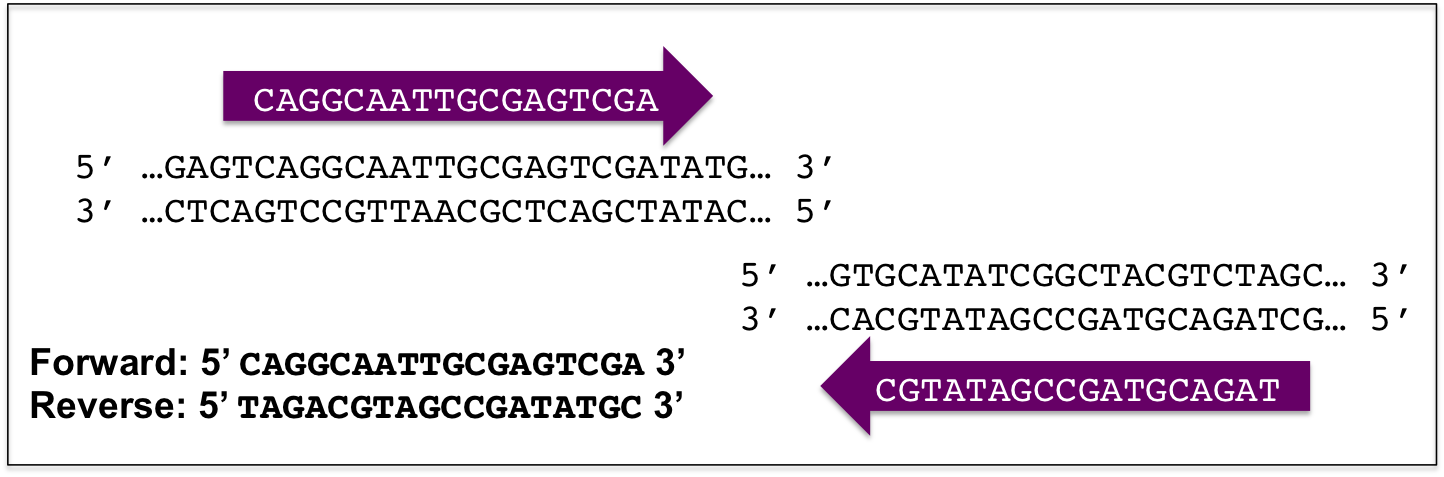 CAGGCAATTGCGAGTCGA
5’ …GAGTCAGGCAATTGCGAGTCGATATG… 3’
3’ …CTCAGTCCGTTAACGCTCAGCTATAC… 5’
5’ …GTGCATATCGGCTACGTCTAGC… 3’
3’ …CACGTATAGCCGATGCAGATCG… 5’
Forward: 5’ CAGGCAATTGCGAGTCGA 3’
Reverse: 5’ TAGACGTAGCCGATATGC 3’
CGTATAGCCGATGCAGAT